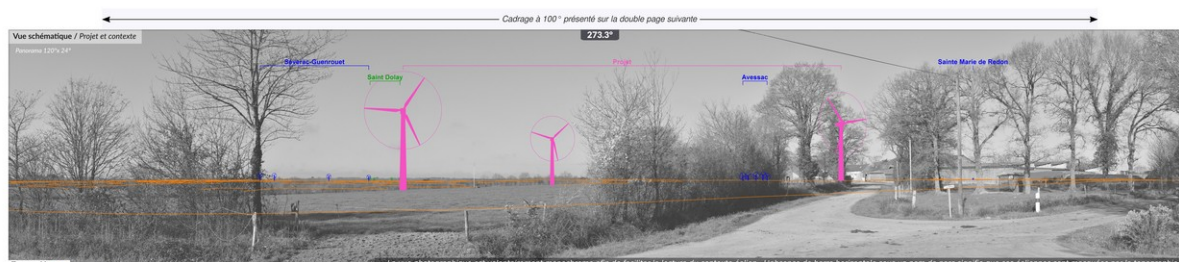 Cadrage à 100° présenté sur la double page suivante
Vue schématique / Projet et contexte
273.3°
Panorama 120°x 24°
Séverac-Guenrouet
Projet
Sainte Marie de Redon
Saint Dolay
Avessac